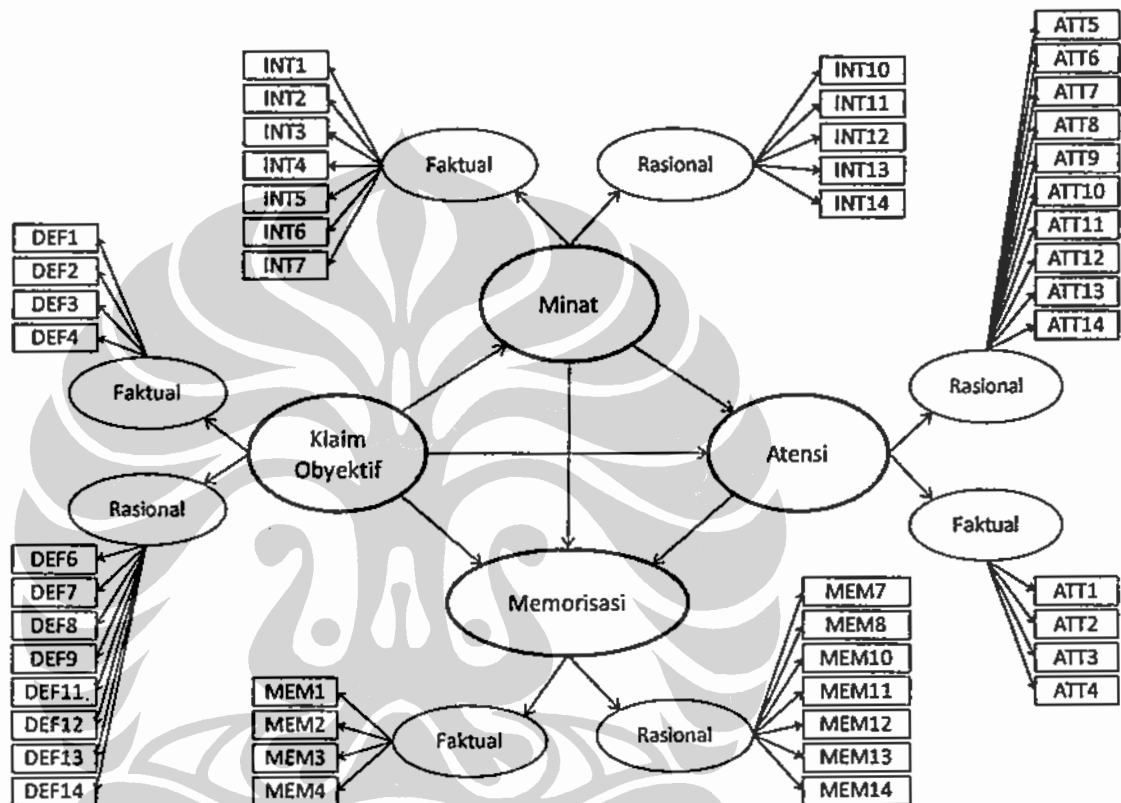 INT1
INT2
INT3
INT4
INT5
INT6
INT7
Faktual
Rasional
INT10
INT11
INT12
INT13
INT14
ATT5
ATT6
ATT7
ATT8
ATT9
ATT10
ATT11
ATT12
ATT13
ATT14
Minat
DEF1
DEF2
DEF3
DEF4
Faktual
Rasional
Klaim
Obyektif
Atensi
Rasional
Faktual
DEF6
DEF7
DEF8
DEF9
DEF11
DEF12
DEF13
DEF14
Memorisasi
MEM1
MEM2
MEM3
MEM4
Faktual
Rasional
MEM7
MEM8
MEM10
MEM11
MEM12
MEM13
MEM14
ATT1
ATT2
ATT3
ATT4